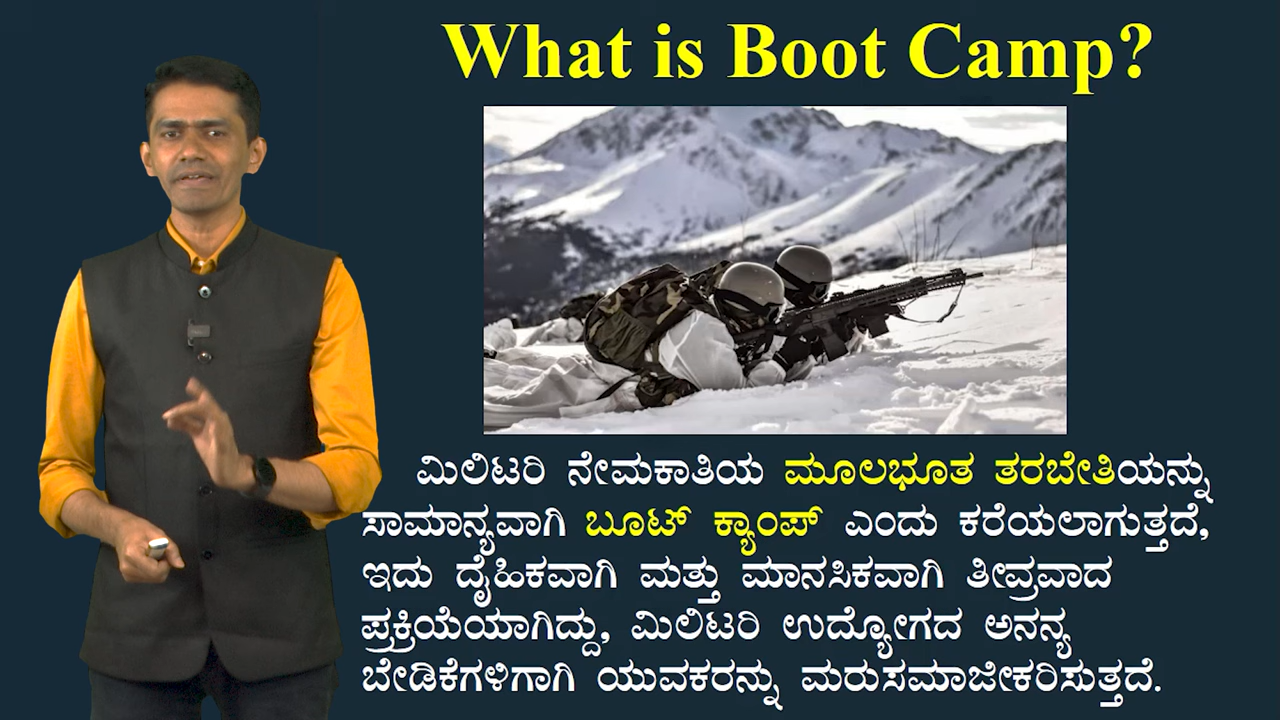 What is Boot Camp?
ಮಿಲಿಟರಿ ನೇಮಕಾತಿಯ ಮೂಲಭೂತ ತರಬೇತಿಯನ್ನು
ಸಾಮಾನ್ಯವಾಗಿ ಬೂಟ್ ಕ್ಯಾಂಪ್ ಎಂದು ಕರೆಯಲಾಗುತ್ತದೆ,
ಇದು ದೈಹಿಕವಾಗಿ ಮತ್ತು ಮಾನಸಿಕವಾಗಿ ತೀವ್ರವಾದ
ಪ್ರಕ್ರಿಯೆಯಾಗಿದ್ದು, ಮಿಲಿಟರಿ ಉದ್ಯೋಗದ ಅನನ್ಯ
ಬೇಡಿಕೆಗಳಿಗಾಗಿ ಯುವಕರನ್ನು ಮರುಸಮಾಜೀಕರಿಸುತ್ತದೆ.